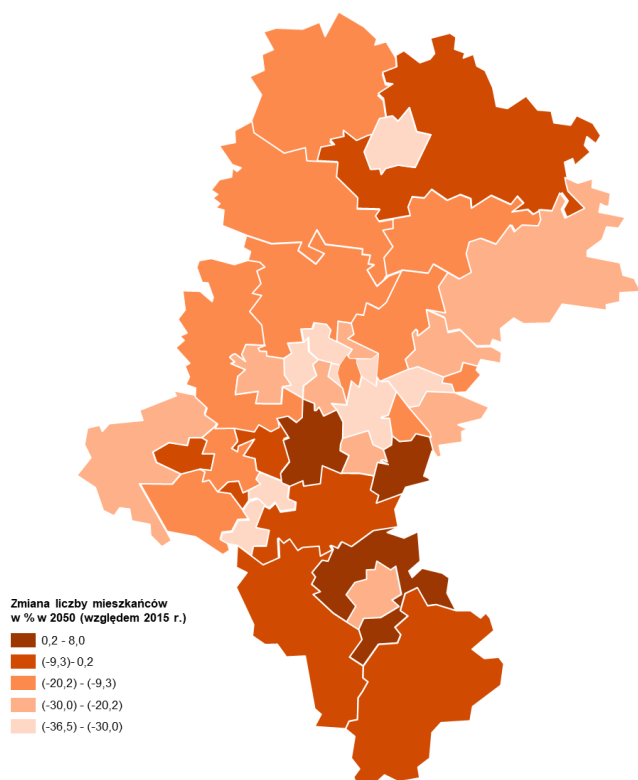 Zmiana liczby mieszkańców
w % w 2050 (względem 2015 r.)
0,2 - 8,0
(-9,3)- 0,2
(-20,2) - (-9,3)
(-30,0) - (-20,2)
(-36,5) - (-30,0)